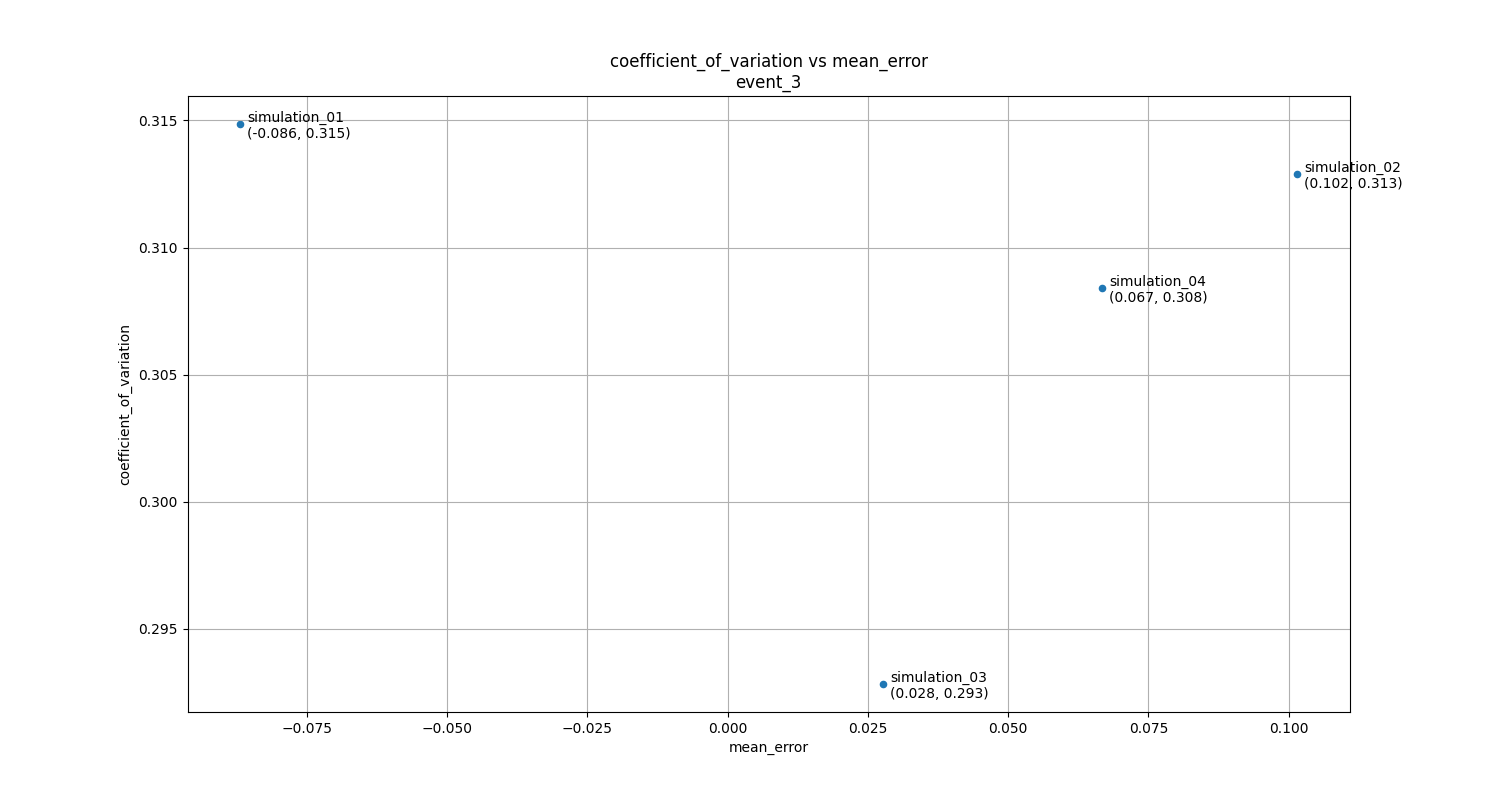 coefficient_of_variation vs mean_error
event_3
simulation_01
(-0.086, 0.315)
simulation_02
(0.102, 0.313)
simulation_04
(0.067, 0.308)
simulation_03
(0.028, 0.293)
coefficient_of_variation
0.315
0.310
0.305
0.300
0.295
−0.075 −0.050 −0.025 0.000 0.025 0.050 0.075 0.100
mean_error